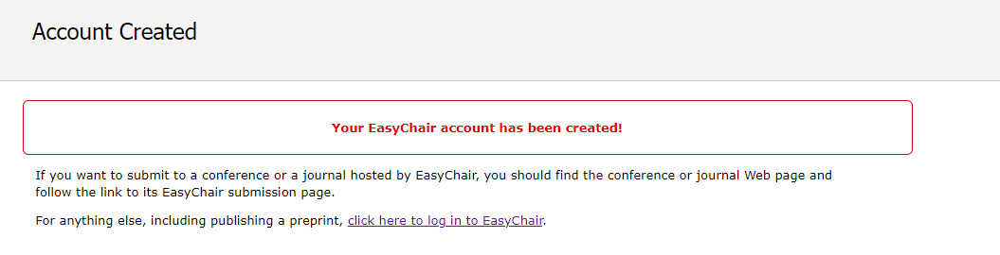 Account Created
Your EasyChair account has been created!
If you want to submit to a conference or a journal hosted by EasyChair, you should find the conference or journal Web page and
follow the link to its EasyChair submission page.
For anything else, including publishing a preprint, click here to log in to EasyChair.